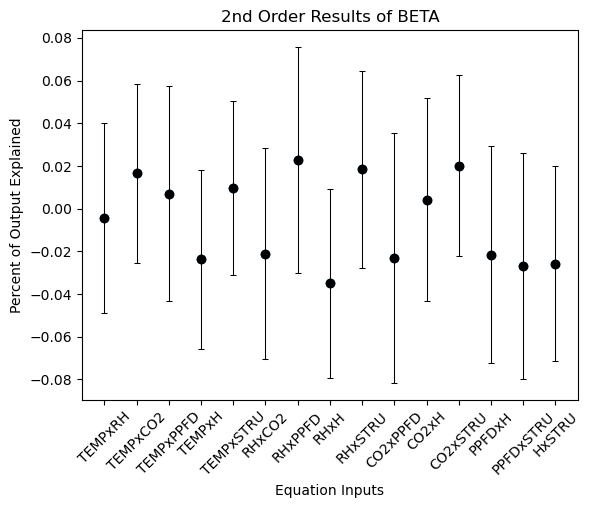 2nd Order Results of BETA
Percent of Output Explained
0.08
0.06
0.04
0.02
0.00
−0.02
−0.04
−0.06
−0.08
TEMPxRH
TEMPxCO2
TEMPxPPFD
TEMPxH
TEMPxSTRU
RHxCO2
RHxPPFD
RHxH
RHxSTRU
CO2xPPFD
CO2xH
CO2xSTRU
PPFDxH
PPFDxSTRU
HxSTRU
Equation Inputs